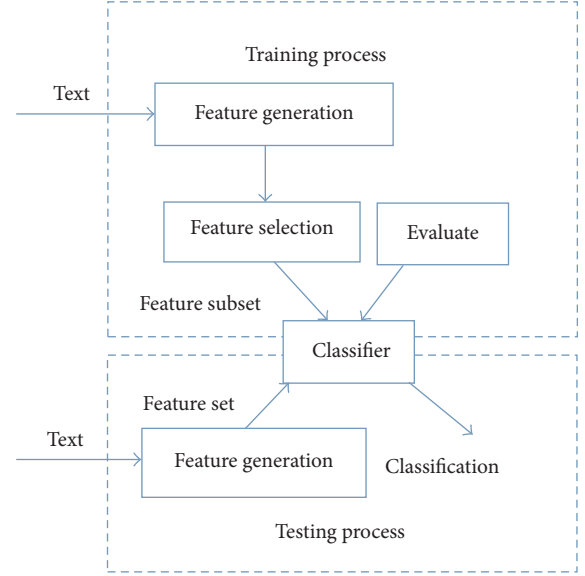 Training process
Text
Feature generation
Feature selection
Evaluate
Feature subset
Classifier
Feature set
Text
Feature generation
Classification
Testing process